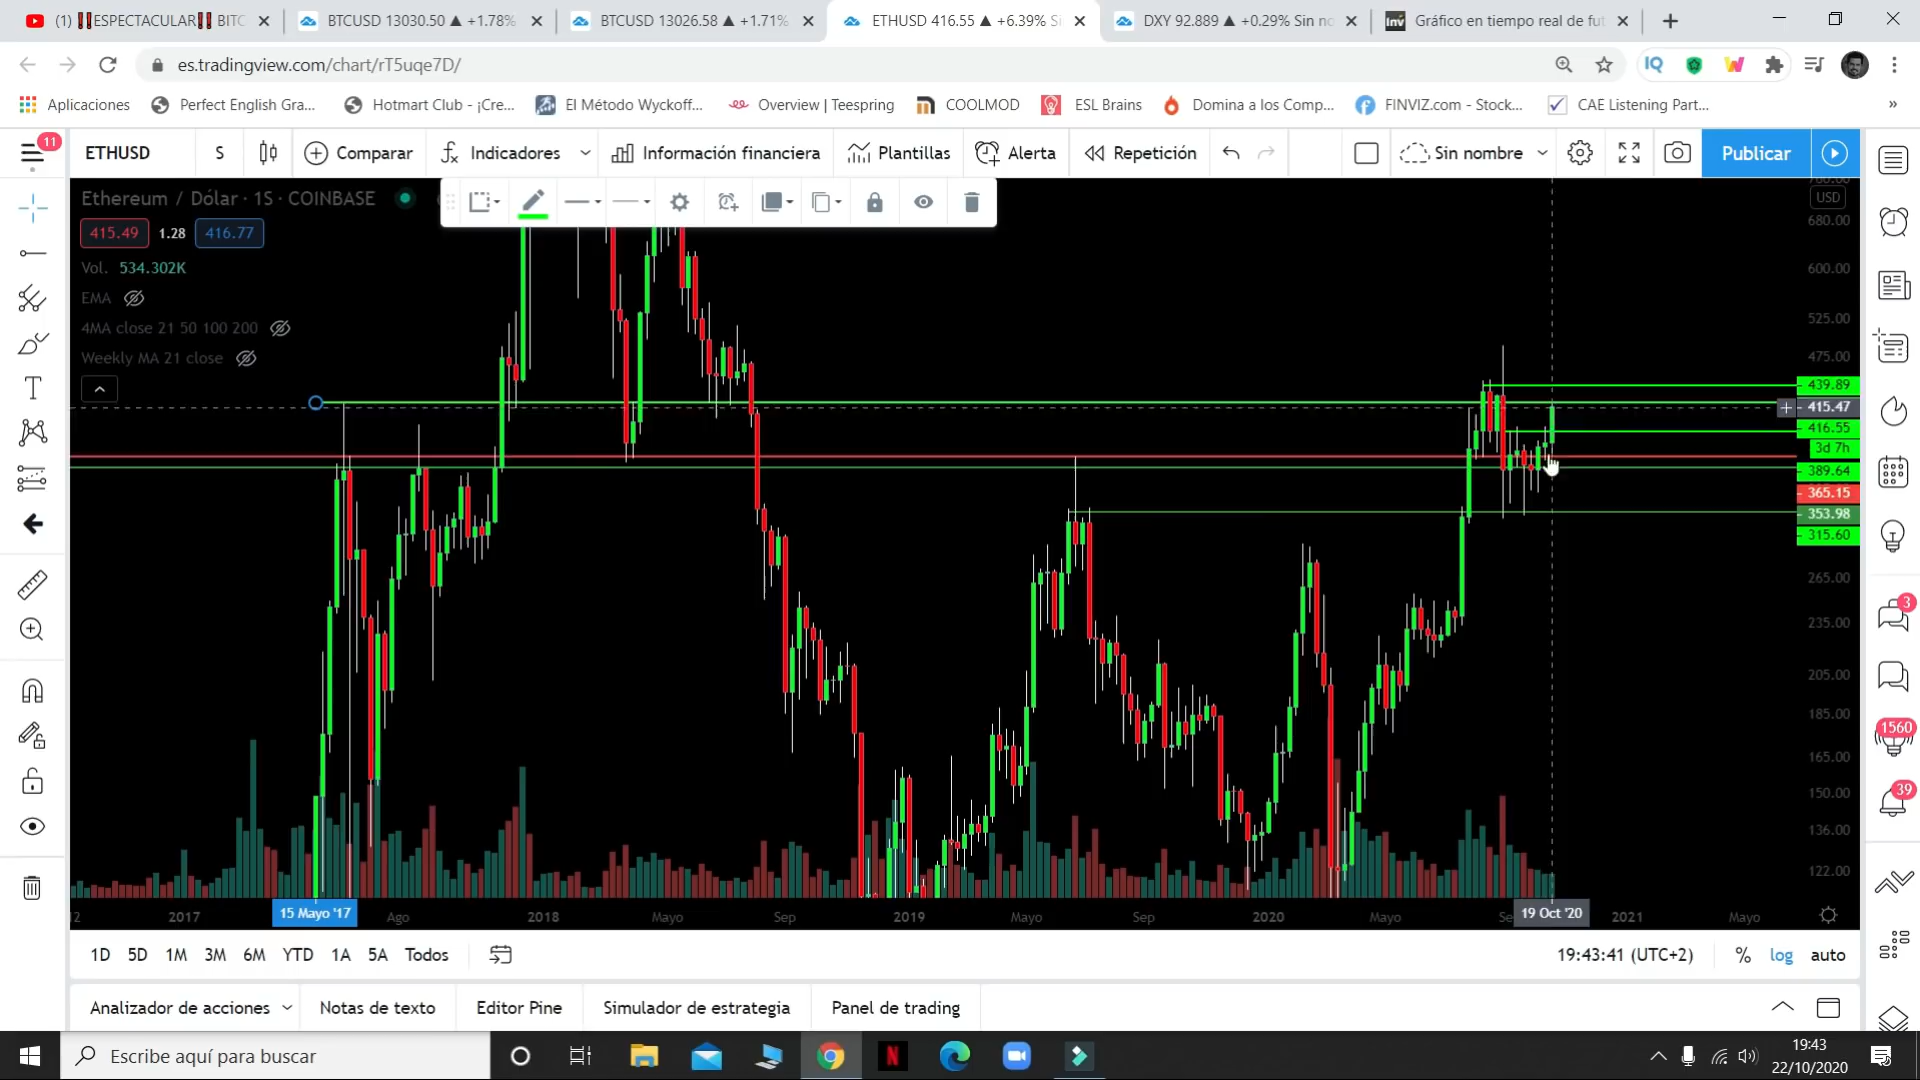 (1) ‼ESPECTACULAR‼ BITC
BTCUSD 13030.50 ▲ +1.78%
BTCUSD 13026.58 ▲ +1.71%
ETHUSD 416.55 ▲ +6.39% Si
DXY 92.889 ▲ +0.29% Sin no
Inv Gráfico en tiempo real de fut
es.tradingview.com/chart/rT5uqe7D/
IQ
Aplicaciones
Perfect English Gra...
Hotmart Club - ¡Cre...
El Método Wyckoff...
Overview | Teespring
COOLMOD
ESL Brains
Domina a los Comp...
FINVIZ.com - Stock...
CAE Listening Part...
»
11
ETHUSD
S
Comparar
Indicadores
Información financiera
Plantillas
Alerta
Repetición
Sin nombre
Publicar
Ethereum / Dólar · 1S · COINBASE
415.49 1.28 416.77
Vol. 534.302K
EMA
4MA close 21 50 100 200
Weekly MA 21 close
USD
680.00
600.00
525.00
475.00
439.89
415.47
416.55
3d 7h
389.64
365.15
353.98
315.60
265.00
235.00
205.00
185.00
165.00
150.00
136.00
122.00
3
1560
39
2017
15 Mayo '17
Ago
2018
Mayo
Sep
2019
Mayo
Sep
2020
Mayo
Se
19 Oct '20
2021
Mayo
1D 5D 1M 3M 6M YTD 1A 5A Todos
19:43:41 (UTC+2)
% log auto
Analizador de acciones
Notas de texto
Editor Pine
Simulador de estrategia
Panel de trading
Escribe aquí para buscar
19:43
22/10/2020